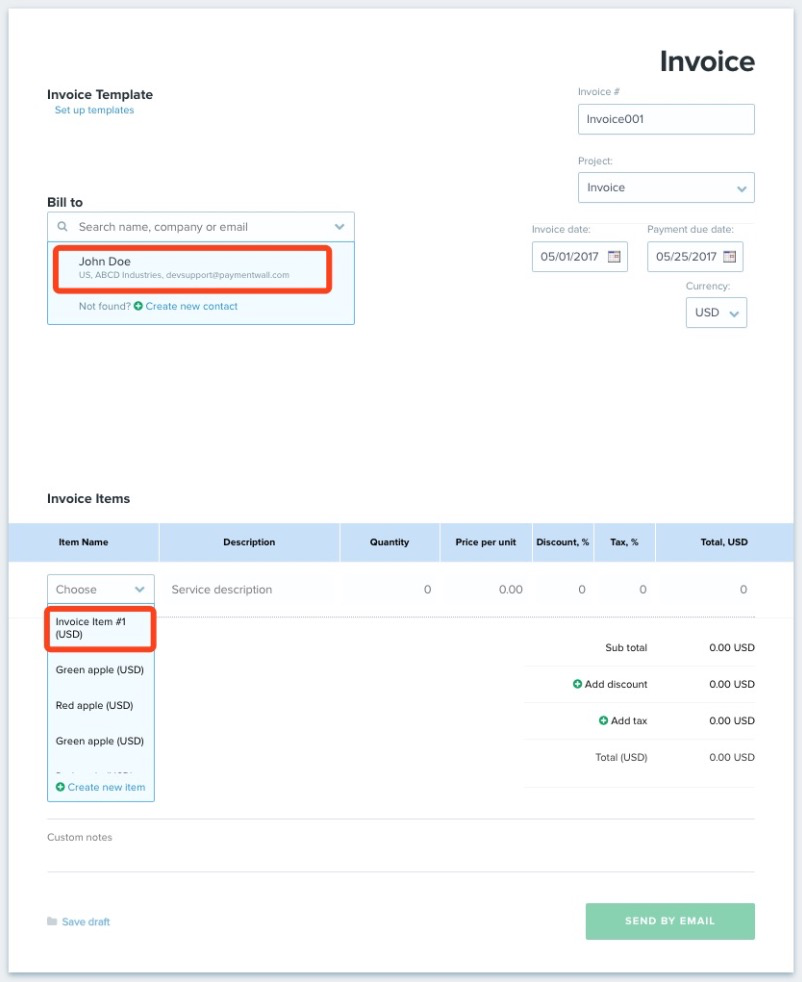 Invoice
Invoice Template
Set up templates
Invoice #
Invoice001
Project:
Invoice
Bill to
Search name, company or email
Invoice date:
Payment due date:
05/01/2017
05/25/2017
John Doe
US, ABCD Industries, devsupport@paymentwall.com
Not found? Create new contact
Currency:
USD
Invoice Items
Item Name
Description
Quantity
Price per unit
Discount, %
Tax, %
Total, USD
Choose
Service description
0
0.00
0
0
0
Invoice Item #1
(USD)
Green apple (USD)
Red apple (USD)
Green apple (USD)
Create new item
Sub total
0.00 USD
Add discount
0.00 USD
Add tax
0.00 USD
Total (USD)
0.00 USD
Custom notes
Save draft
SEND BY EMAIL